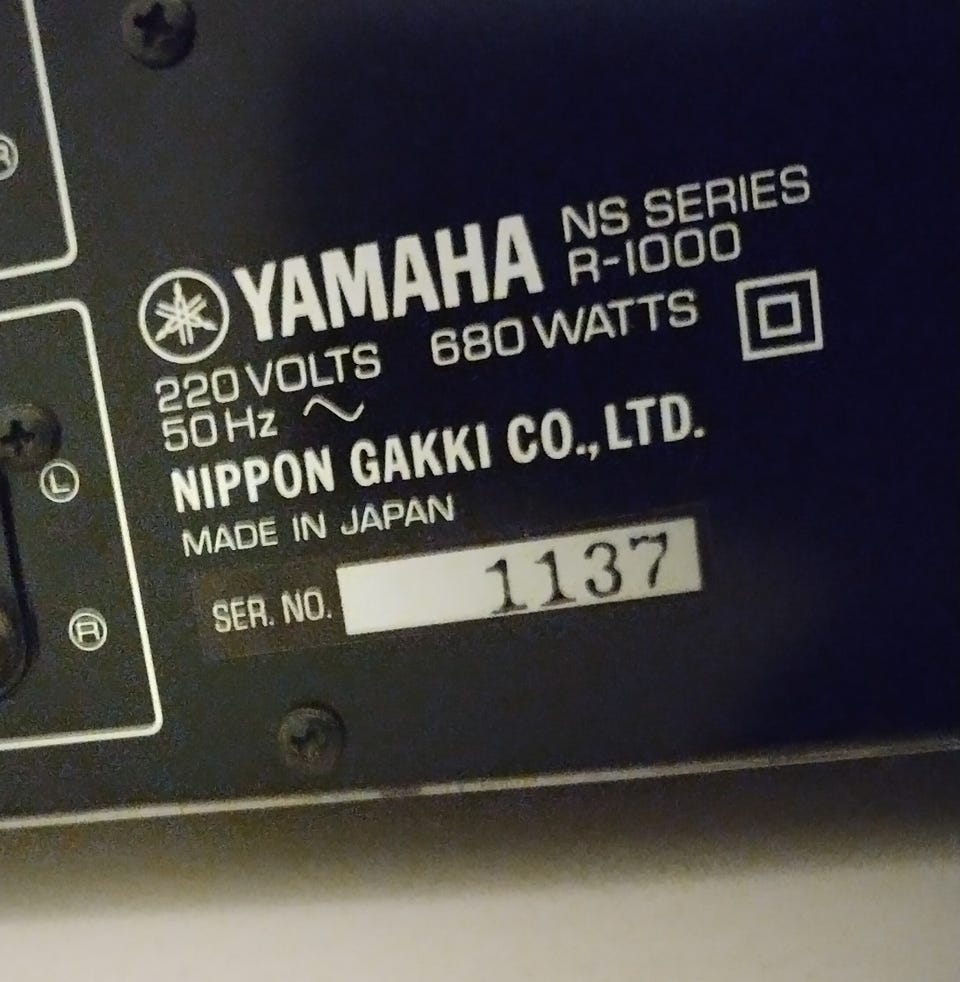 YAMAHA NS SERIES
R-1000
220 VOLTS 680 WATTS
50 Hz ~
NIPPON GAKKI CO., LTD.
MADE IN JAPAN
SER. NO. 1137
R
L
R